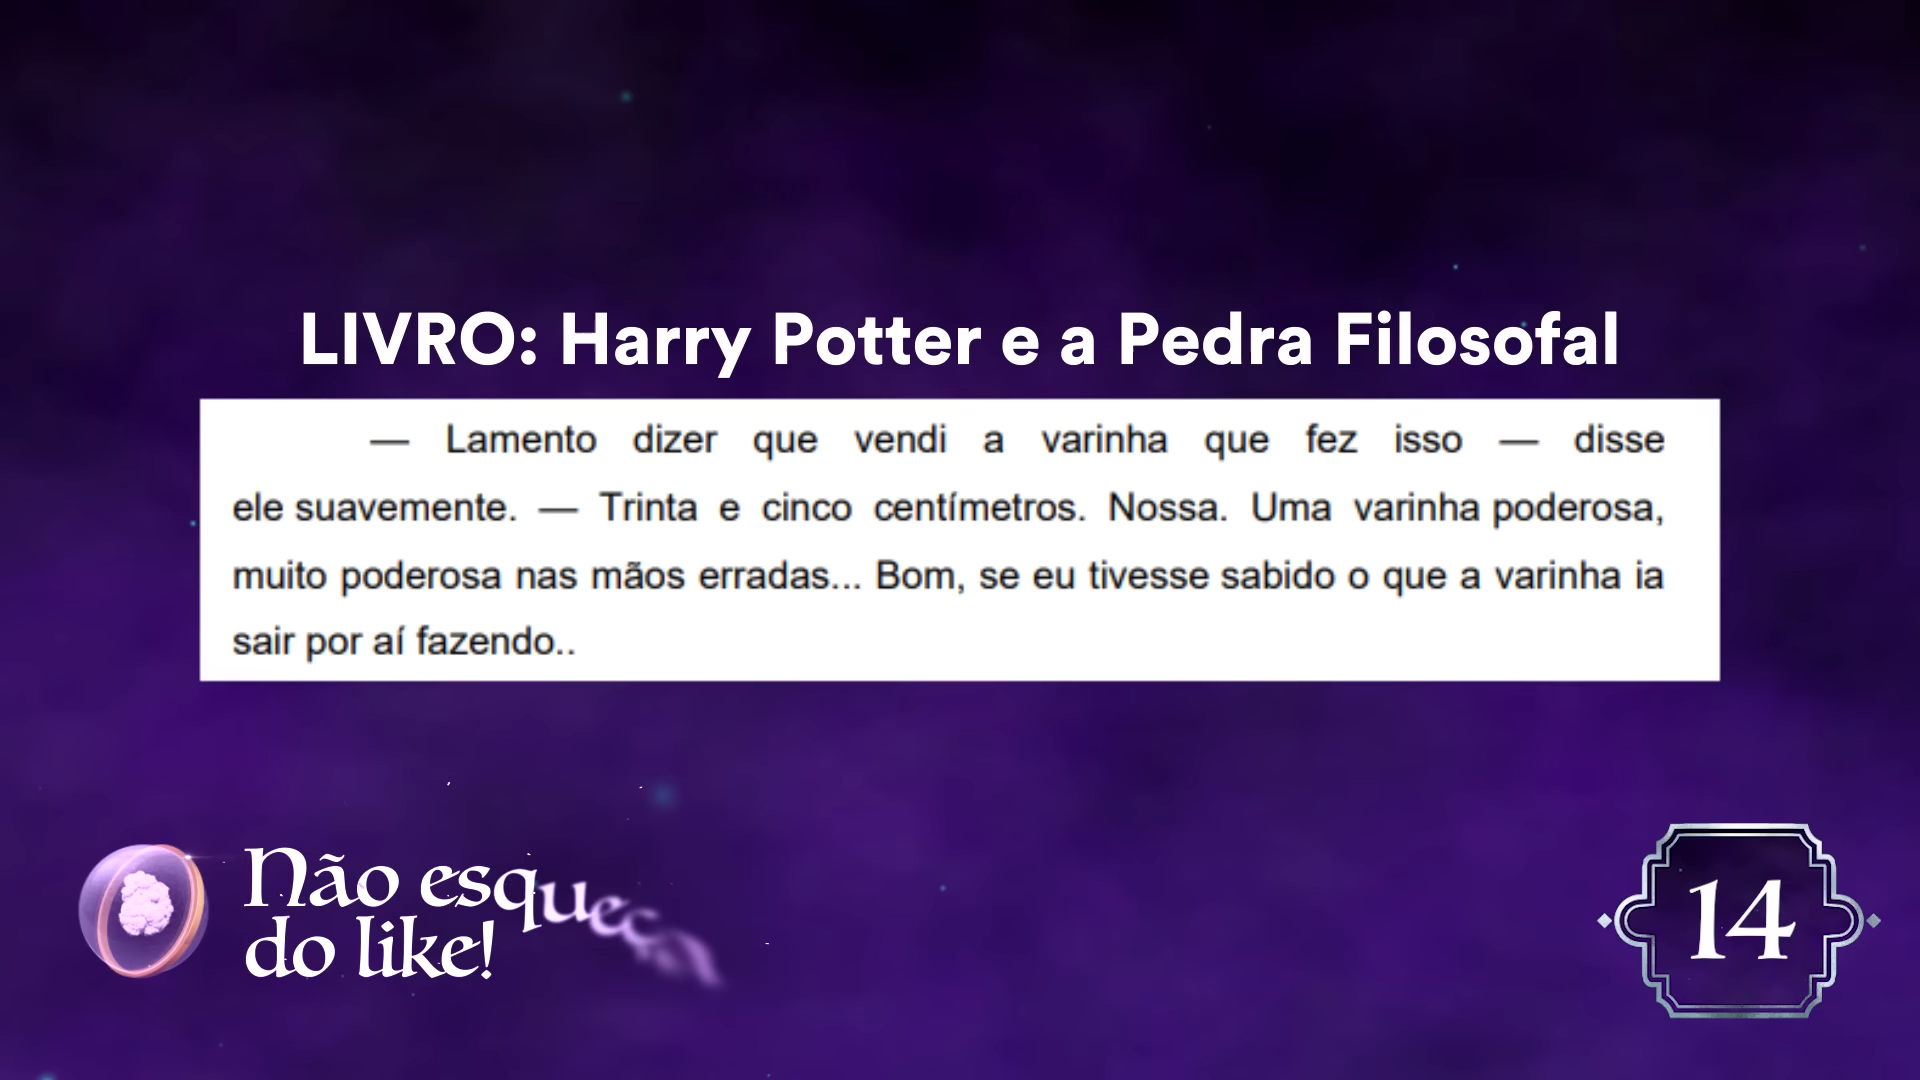 LIVRO: Harry Potter e a Pedra Filosofal
— Lamento dizer que vendi a varinha que fez isso — disse
ele suavemente. — Trinta e cinco centímetros. Nossa. Uma varinha poderosa,
muito poderosa nas mãos erradas... Bom, se eu tivesse sabido o que a varinha ia
sair por aí fazendo..
Não esqueça
do like!
14